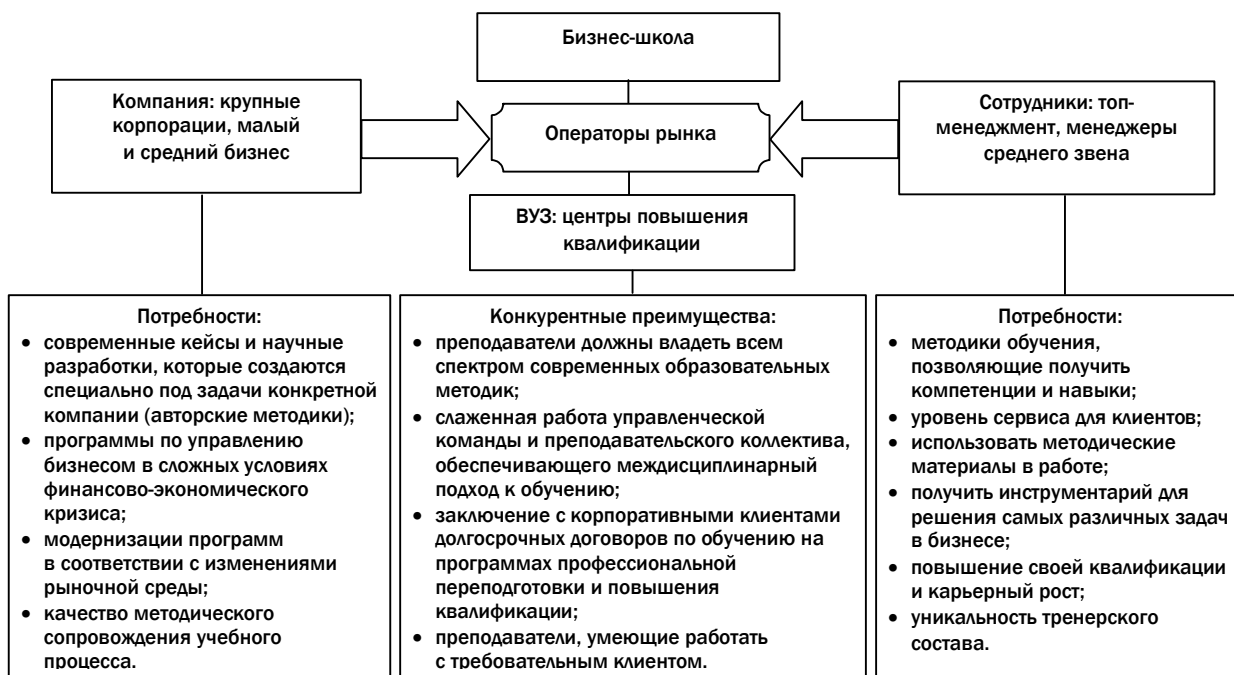 Бизнес-школа
Компания: крупные
корпорации, малый
и средний бизнес
Операторы рынка
Сотрудники: топ-
менеджмент, менеджеры
среднего звена
ВУЗ: центры повышения
квалификации
Потребности:
• современные кейсы и научные
разработки, которые создаются
специально под задачи конкретной
компании (авторские методики);
• программы по управлению
бизнесом в сложных условиях
финансово-экономического
кризиса;
• модернизации программ
в соответствии с изменениями
рыночной среды;
• качество методического
сопровождения учебного
процесса.
Конкурентные преимущества:
• преподаватели должны владеть всем
спектром современных образовательных
методик;
• слаженная работа управленческой
команды и преподавательского коллектива,
обеспечивающего междисциплинарный
подход к обучению;
• заключение с корпоративными клиентами
долгосрочных договоров по обучению на
программах профессиональной
переподготовки и повышения
квалификации;
• преподаватели, умеющие работать
с требовательным клиентом.
Потребности:
• методики обучения,
позволяющие получить
компетенции и навыки;
• уровень сервиса для клиентов;
• использовать методические
материалы в работе;
• получить инструментарий для
решения самых различных задач
в бизнесе;
• повышение своей квалификации
и карьерный рост;
• уникальность тренерского
состава.